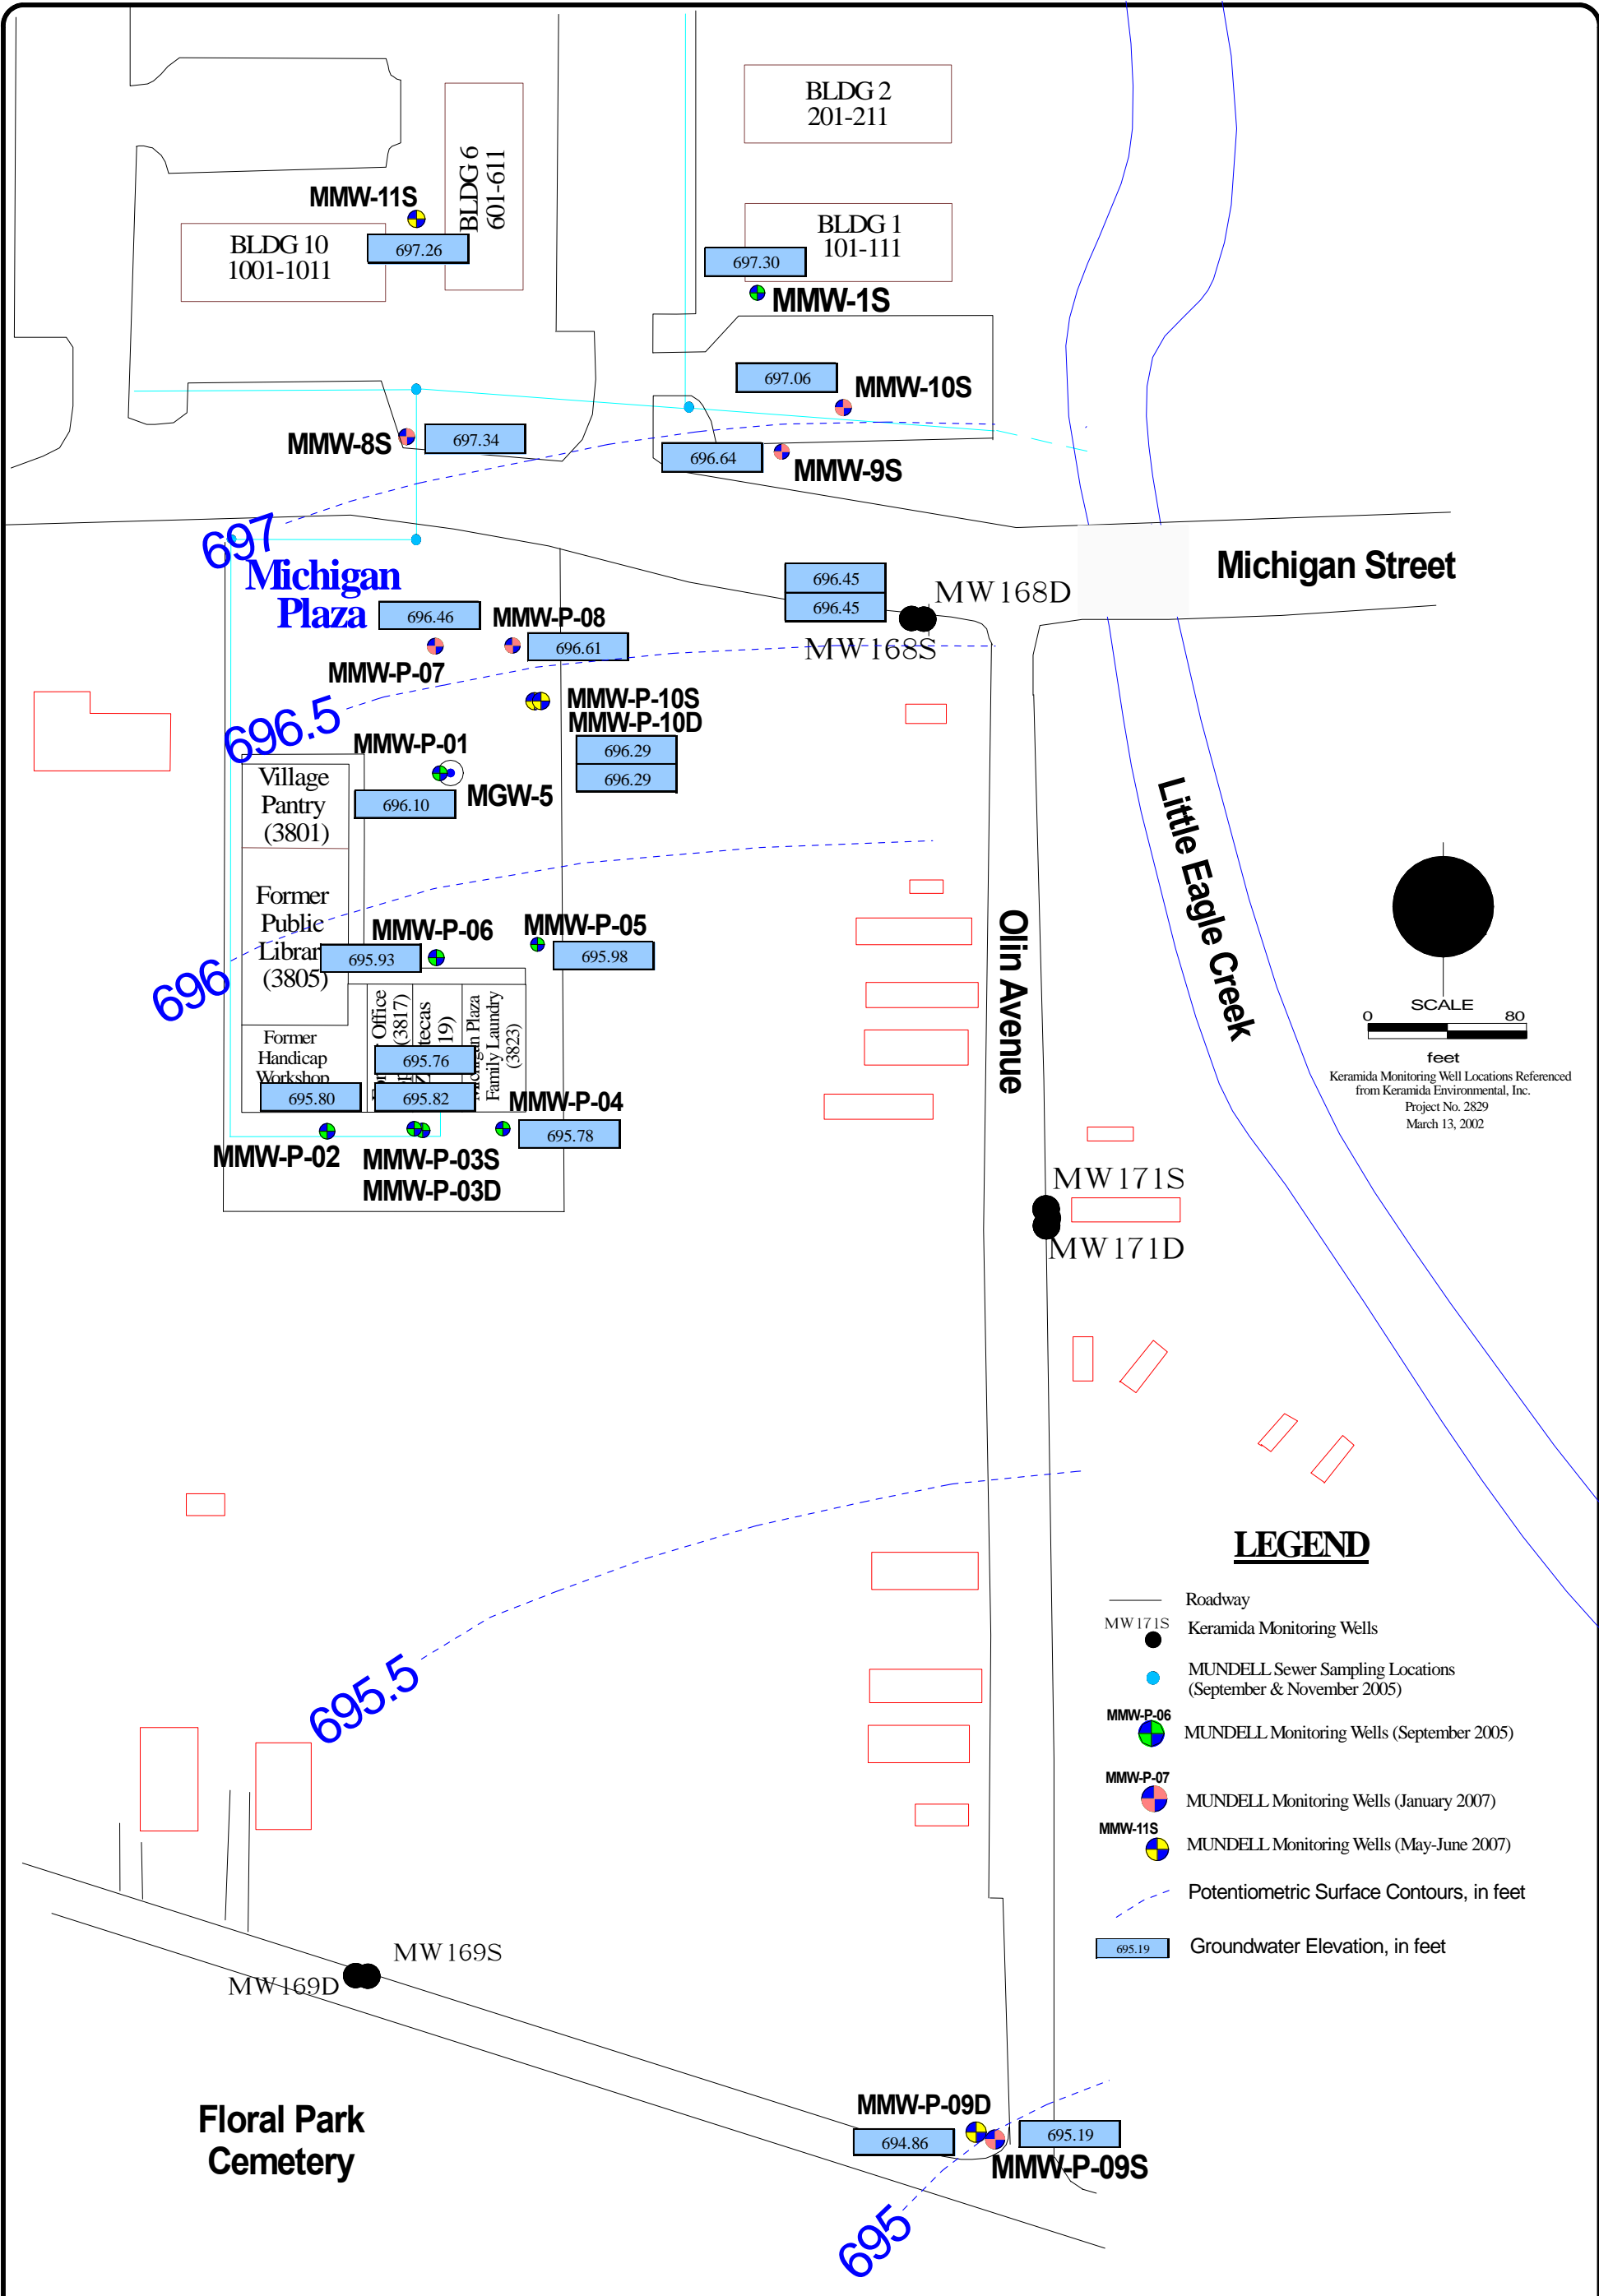 BLDG 2
201-211
BLDG 6
601-611
MMW-11S
697.26
BLDG 10
1001-1011
BLDG 1
101-111
697.30
MMW-1S
697.06
MMW-10S
MMW-8S
697.34
696.64
MMW-9S
697
Michigan
Plaza
Michigan Street
696.45
696.45
MW168D
MW168S
696.46
MMW-P-08
696.61
MMW-P-07
696.5
MMW-P-10S
MMW-P-10D
696.29
696.29
MMW-P-01
MGW-5
696.10
Village
Pantry
(3801)
Former
Public
Librar
(3805)
Little Eagle Creek
Olin Avenue
MMW-P-06
695.93
MMW-P-05
695.98
696
Former
Handicap
Workshop
Office
(3817)
tecas
19)
Michigan Plaza
Family Laundry
(3823)
695.76
695.80
695.82
MMW-P-04
695.78
MMW-P-02
MMW-P-03S
MMW-P-03D
SCALE
0 80
feet
Keramida Monitoring Well Locations Referenced
from Keramida Environmental, Inc.
Project No. 2829
March 13, 2002
MW171S
MW171D
695.5
LEGEND
Roadway
MW171S
Keramida Monitoring Wells
MUNDELL Sewer Sampling Locations
(September & November 2005)
MMW-P-06
MUNDELL Monitoring Wells (September 2005)
MMW-P-07
MUNDELL Monitoring Wells (January 2007)
MMW-11S
MUNDELL Monitoring Wells (May-June 2007)
Potentiometric Surface Contours, in feet
695.19
Groundwater Elevation, in feet
MW169S
MW169D
Floral Park
Cemetery
MMW-P-09D
694.86
695.19
MMW-P-09S
695